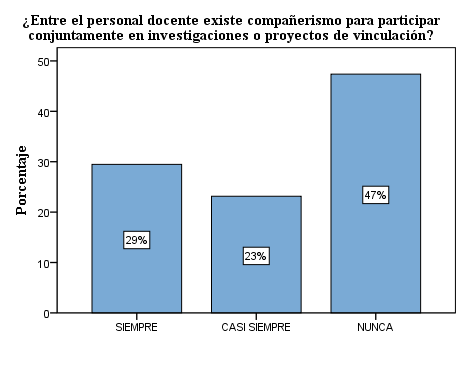 ¿Entre el personal docente existe compañerismo para participar
conjuntamente en investigaciones o proyectos de vinculación?
Porcentaje
50
40
30
20
10
0
29%
23%
47%
SIEMPRE
CASI SIEMPRE
NUNCA